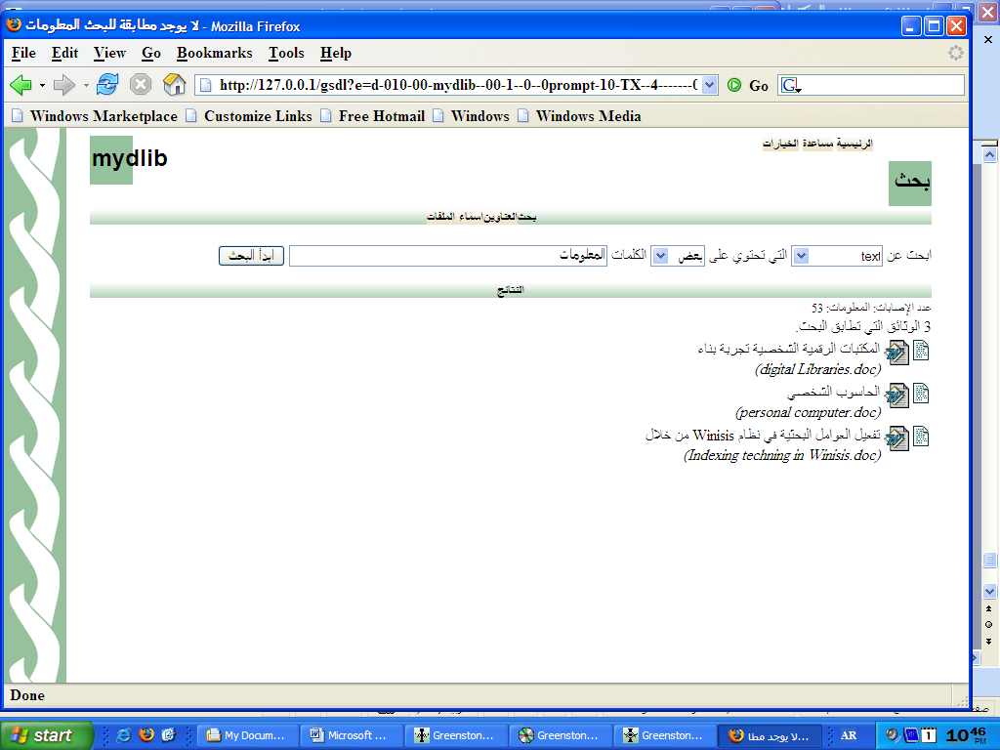 لا يوجد مطابقة للبحث المعلومات - Mozilla Firefox
File Edit View Go Bookmarks Tools Help
http://127.0.0.1/gsdl?e=d-010-00-mydlib--00-1--0--0prompt-10-TX--4-------0 Go G
Windows Marketplace Customize Links Free Hotmail Windows Windows Media
الرئيسية مساعدة الخيارات
mydlib
بحث
بحث العناوين اسماء الملفات
ابحث عن text التي تحتوي على بعض الكلمات المعلومات إبدأ البحث
النتائج
عدد الإصابات: المعلومات: 53
3 الوثائق التي تطابق البحث.
المكتبات الرقمية الشخصية تجربة بناء
(digital Libraries.doc)
الحاسوب الشخصي
(personal computer.doc)
تفعيل العوامل البحثية في نظام Winisis من خلال
(Indexing techning in Winisis.doc)
Done
start My Docum... Microsoft ... Greenston... Greenston... Greenston... لا يوجد مطا... AR 1 10 46 PM